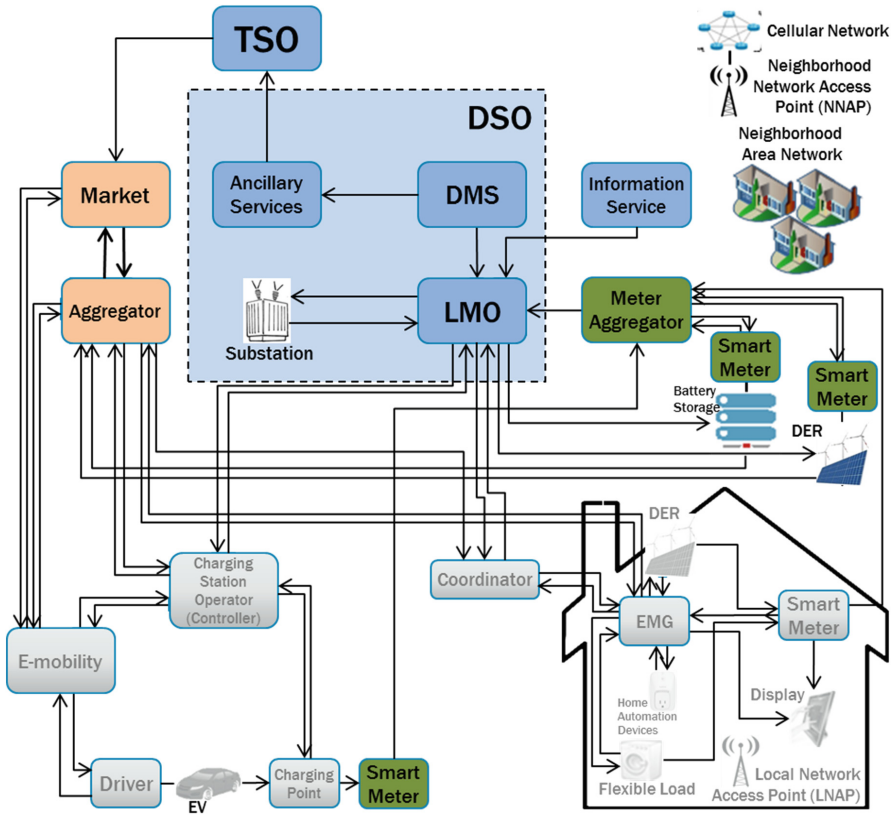 TSO
Cellular Network
Neighborhood
Network Access
Point (NNAP)
Neighborhood
Area Network
DSO
Market
Ancillary
Services
DMS
Information
Service
Aggregator
Substation
LMO
Meter
Aggregator
Smart
Meter
Smart
Meter
Battery
Storage
DER
Charging
Station
Operator
(Controller)
Coordinator
DER
EMG
Smart
Meter
E-mobility
Home
Automation
Devices
Display
Driver
EV
Charging
Point
Smart
Meter
Flexible Load
Local Network
Access Point (LNAP)